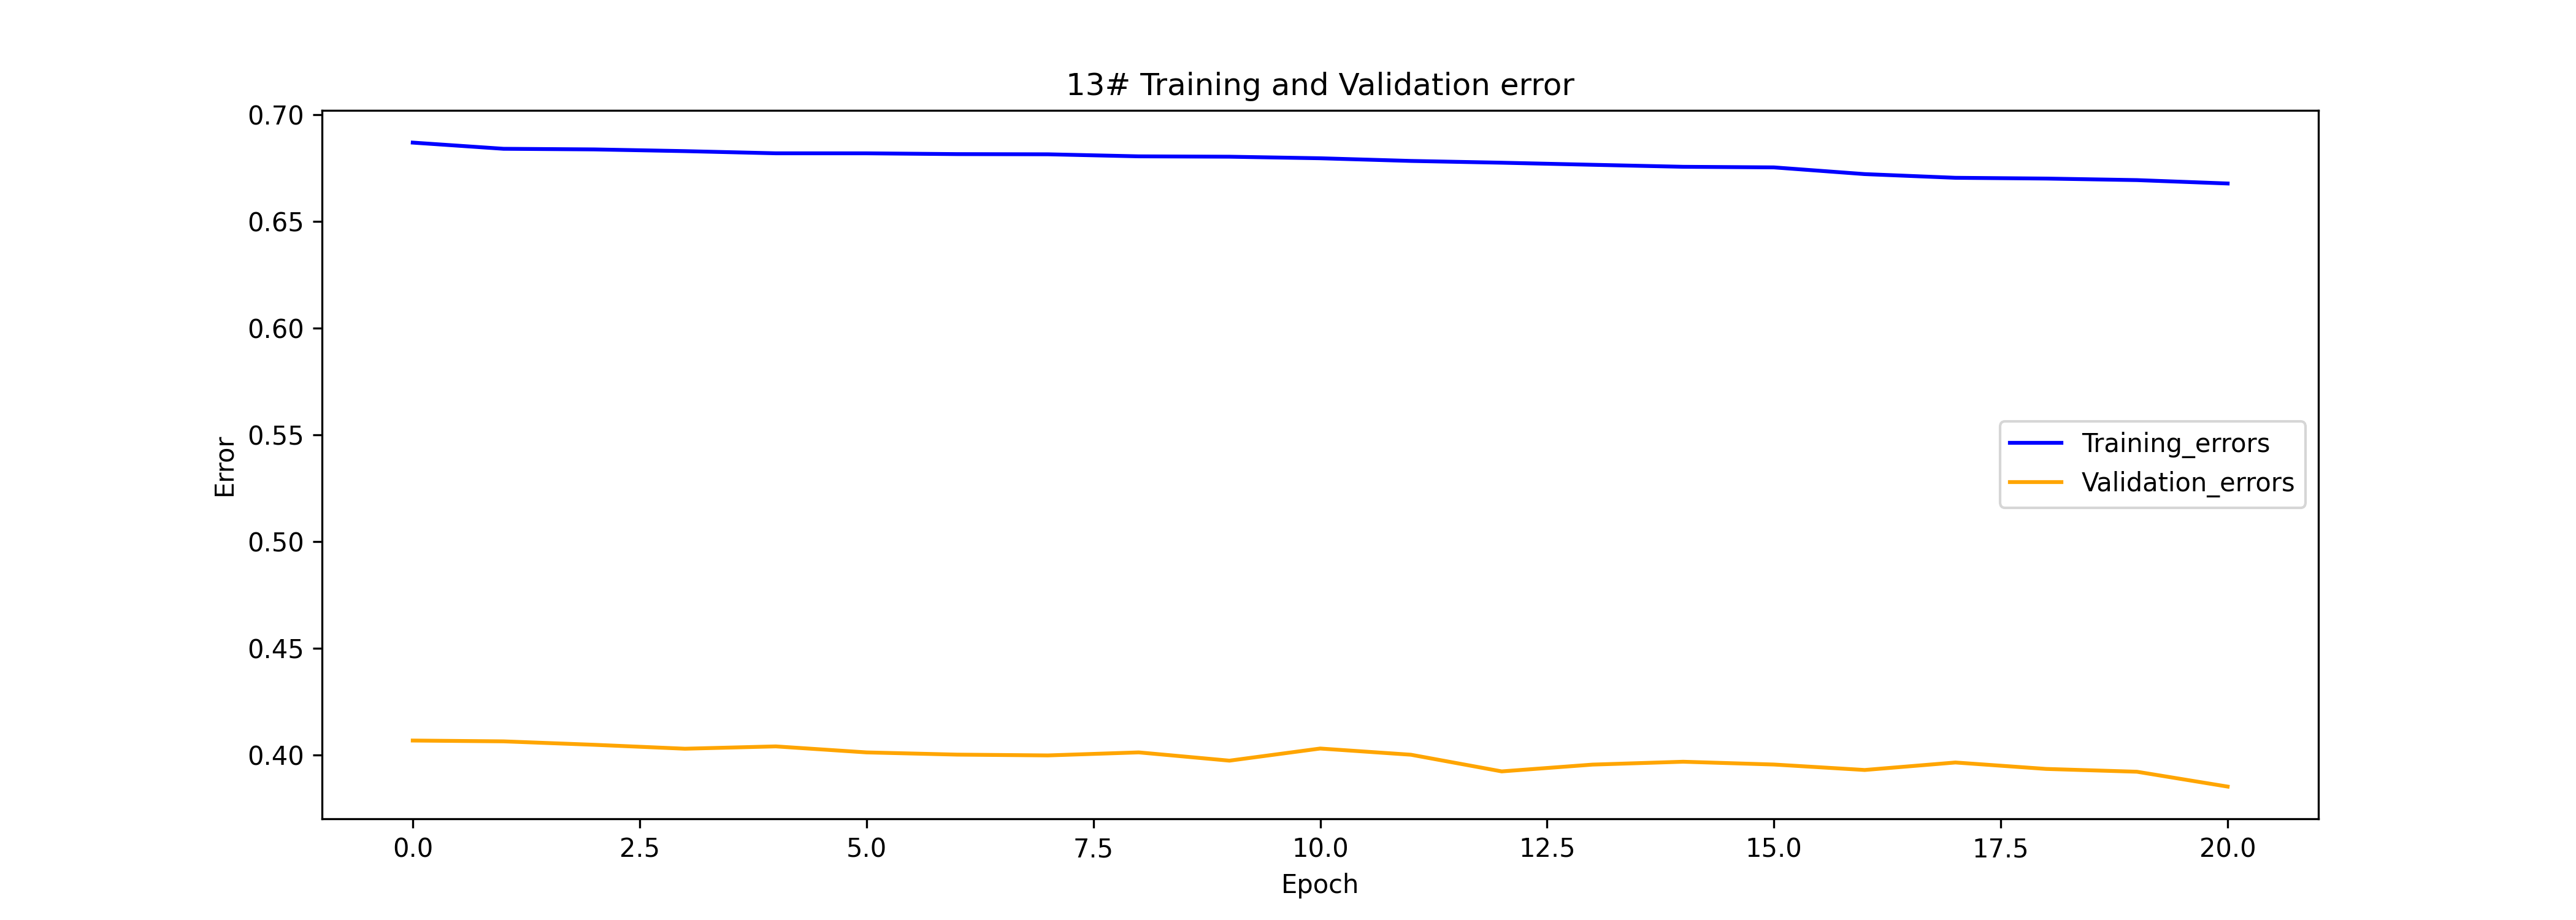 13# Training and Validation error
0.70
0.65
0.60
0.55
0.50
0.45
0.40
Error
Training_errors
Validation_errors
0.0 2.5 5.0 7.5 10.0 12.5 15.0 17.5 20.0
Epoch